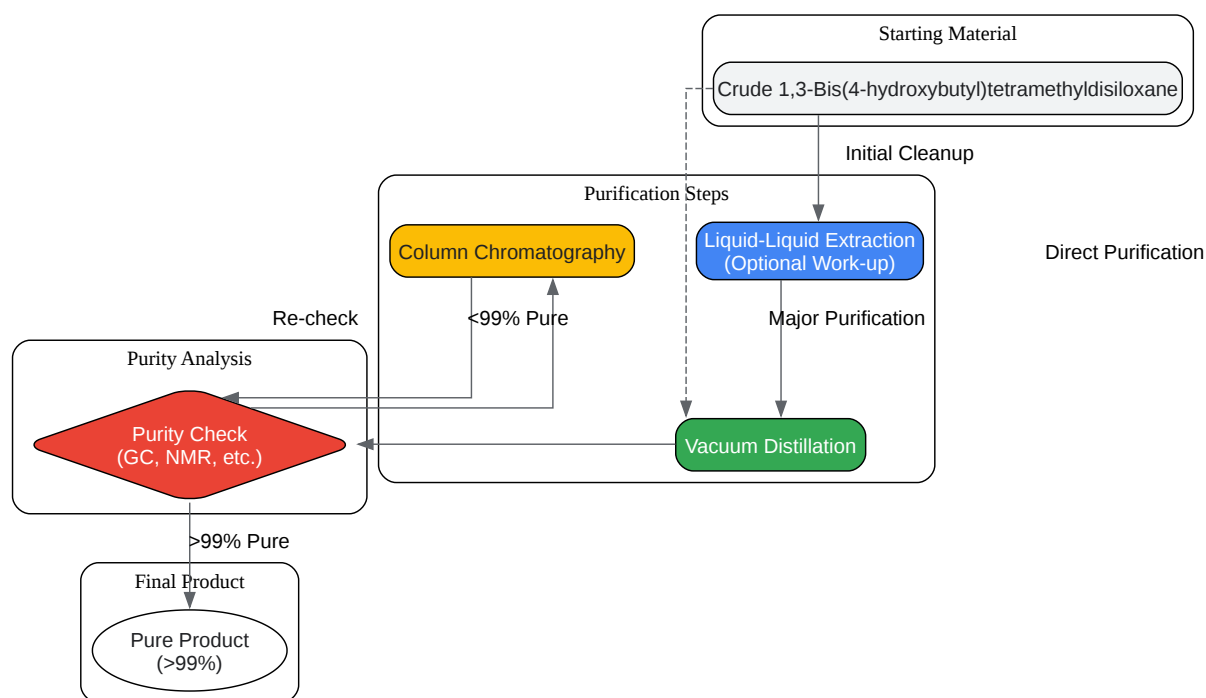 Starting Material
Crude 1,3-Bis(4-hydroxybutyl)tetramethyldisiloxane
Initial Cleanup
Purification Steps
Column Chromatography
Liquid-Liquid Extraction
(Optional Work-up)
Direct Purification
Re-check
<99% Pure
Major Purification
Purity Analysis
Purity Check
(GC, NMR, etc.)
Vacuum Distillation
>99% Pure
Final Product
Pure Product
(>99%)